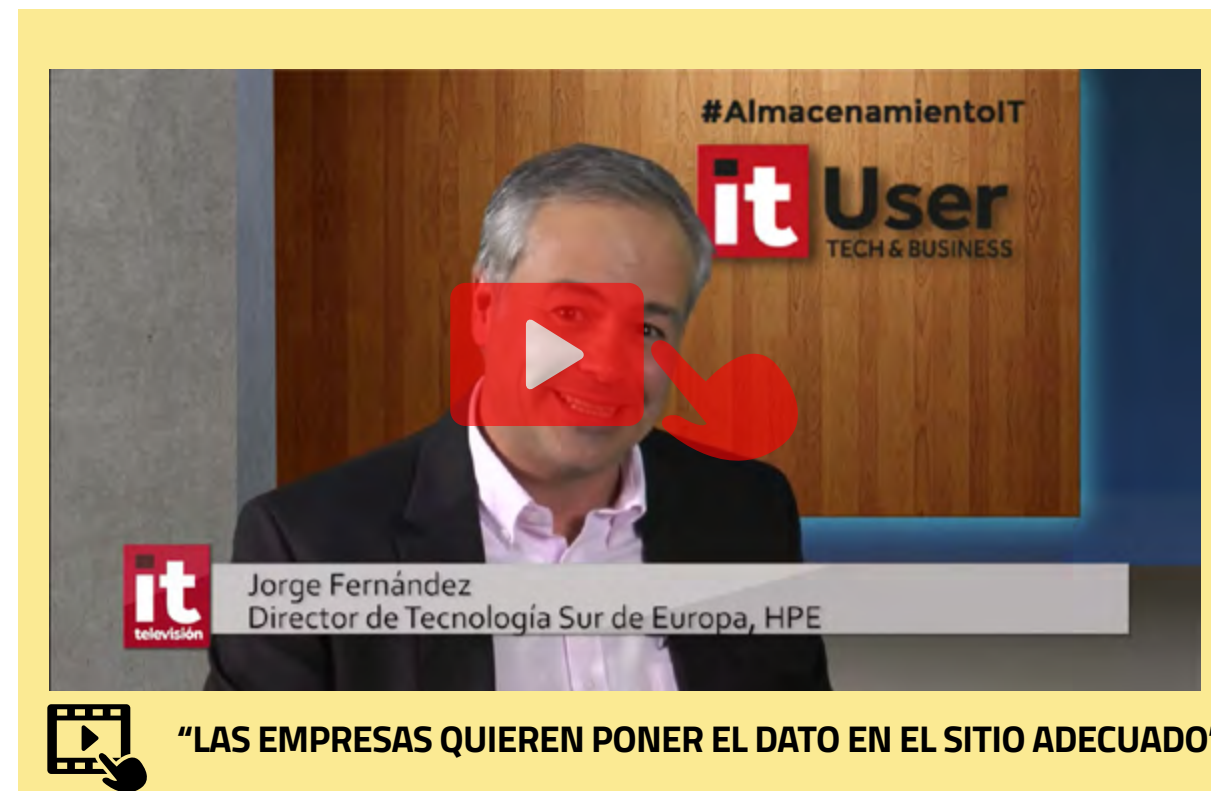 #AlmacenamientoIT
it User
TECH & BUSINESS
it
televisión
Jorge Fernández
Director de Tecnología Sur de Europa, HPE
“LAS EMPRESAS QUIEREN PONER EL DATO EN EL SITIO ADECUADO”